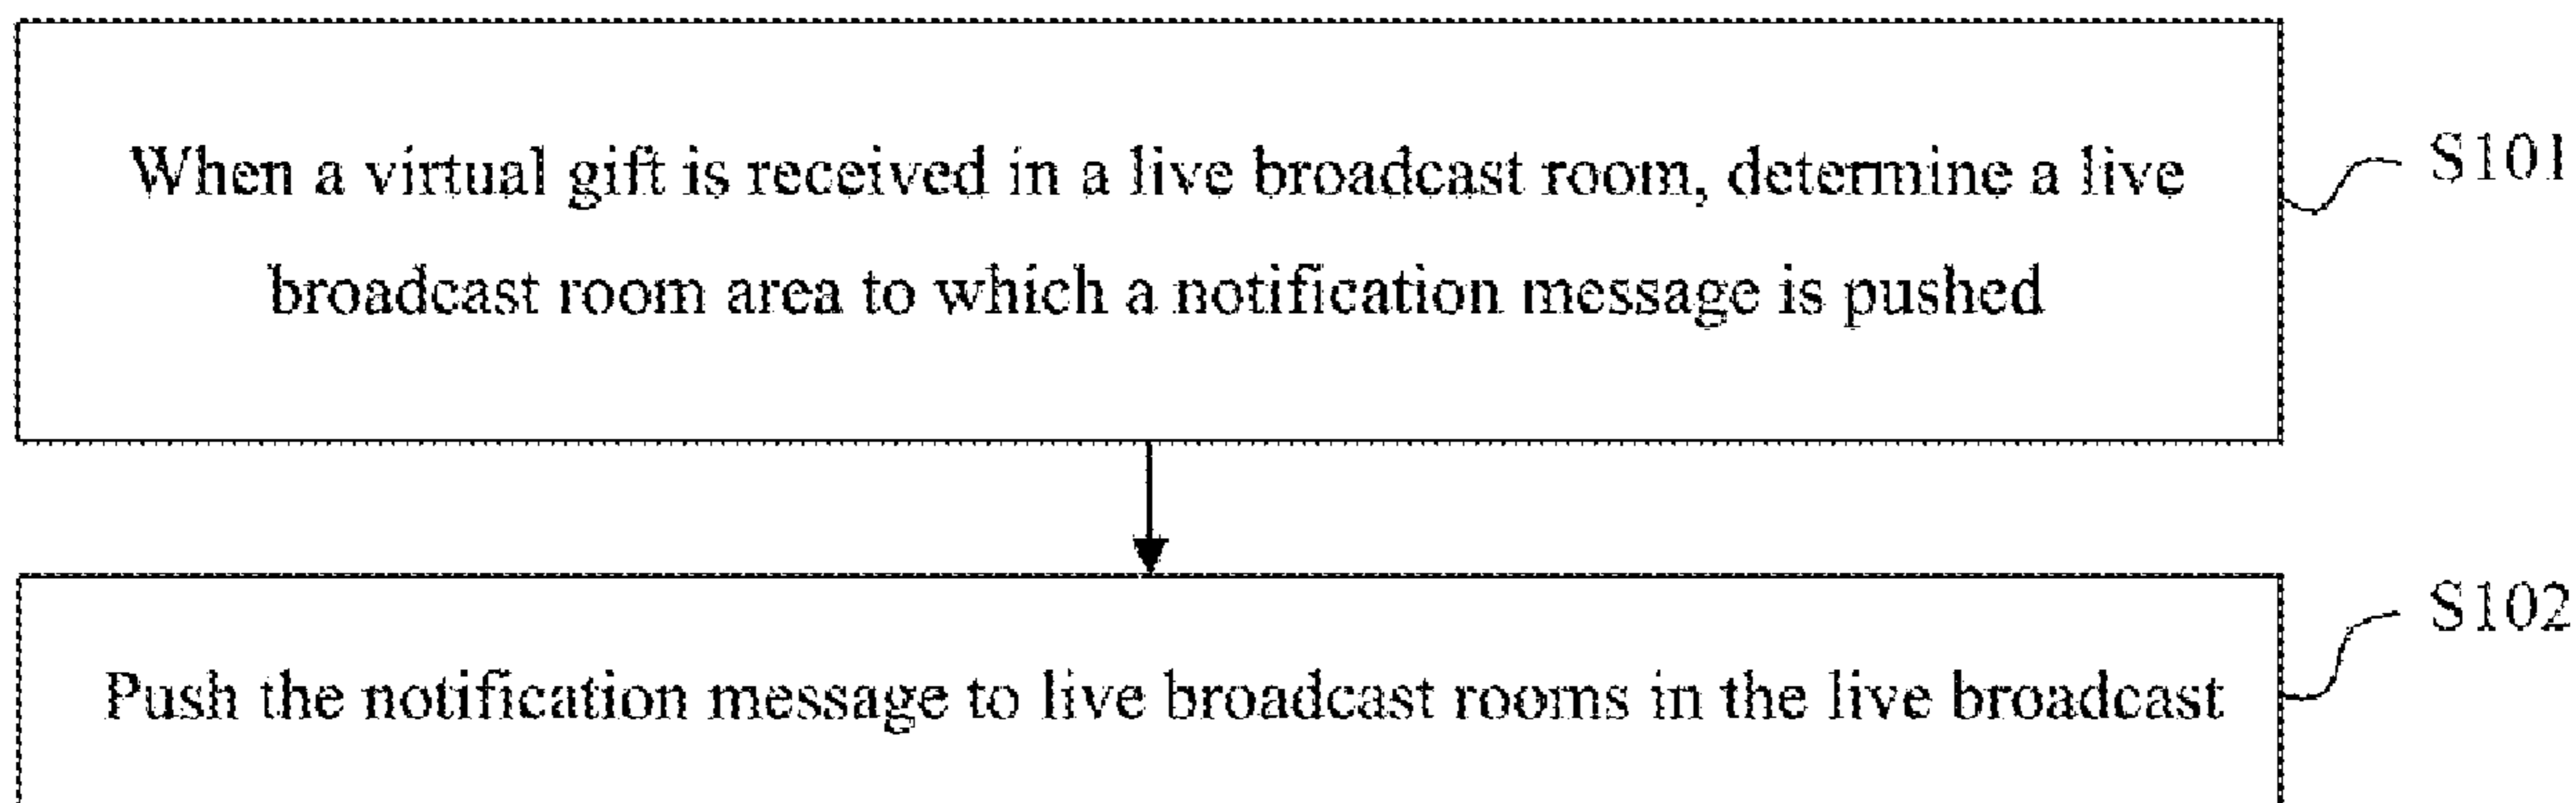 When a virtual gift is received in a live broadcast room, determine a live
broadcast room area to which a notification message is pushed
S101
Push the notification message to live broadcast rooms in the live broadcast
S102